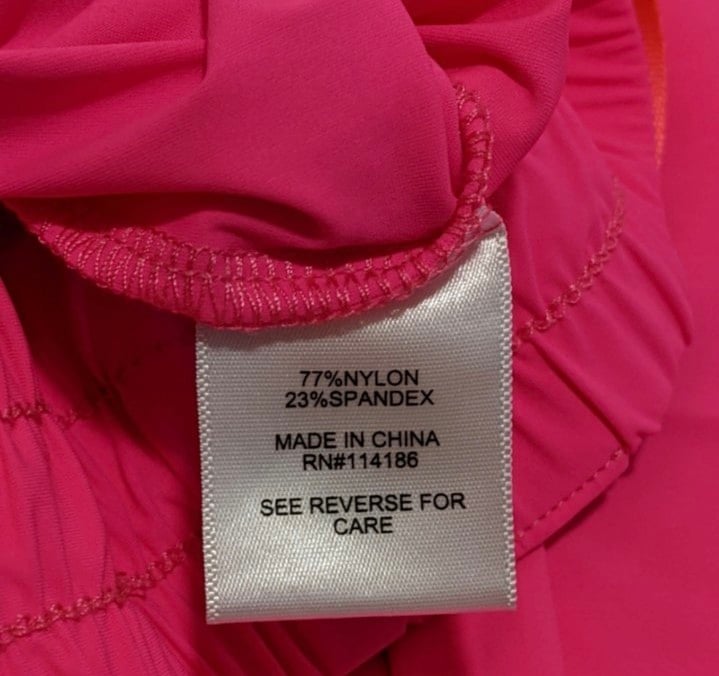 77%NYLON
23%SPANDEX
MADE IN CHINA
RN#114186
SEE REVERSE FOR
CARE